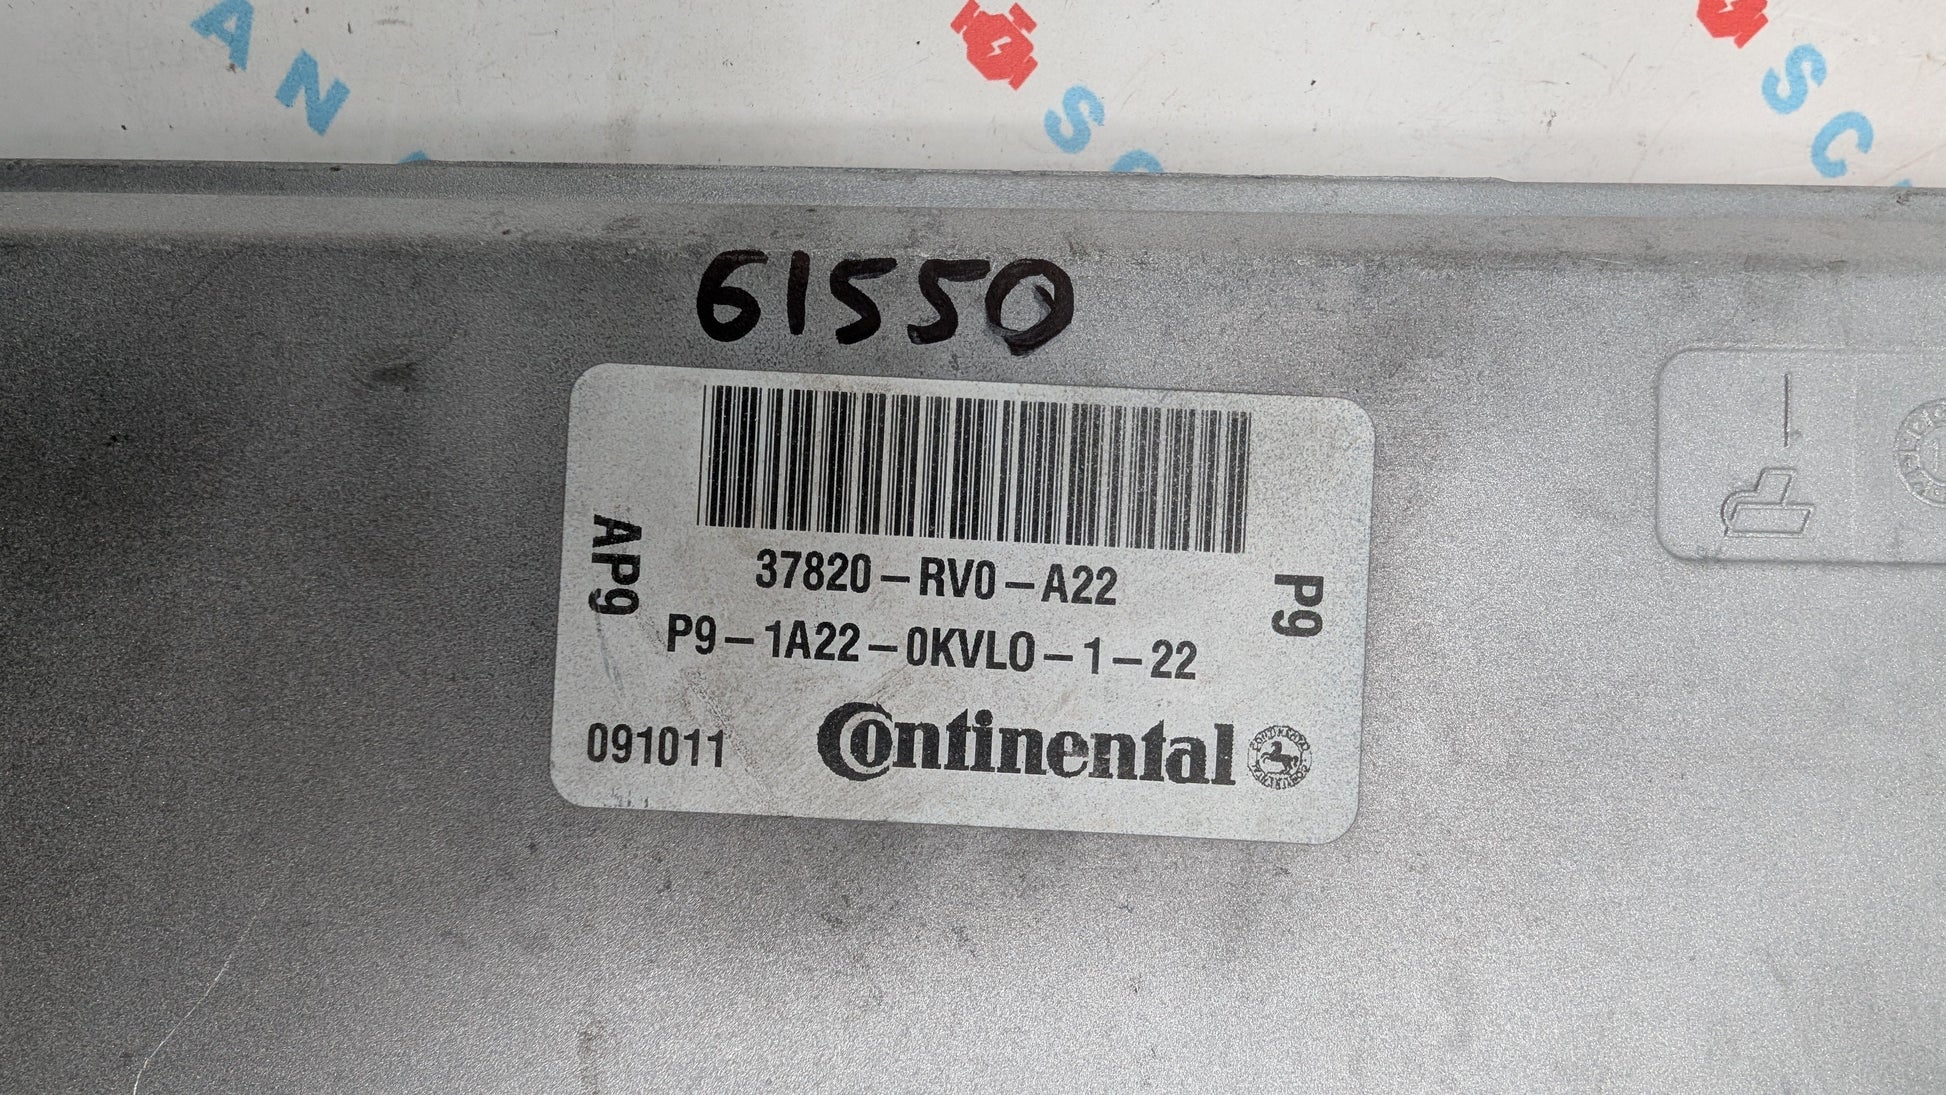 A N
S C
S C
61550
AP9
37820-RV0-A22
P9
P9-1A22-0KVL0-1-22
091011
Continental